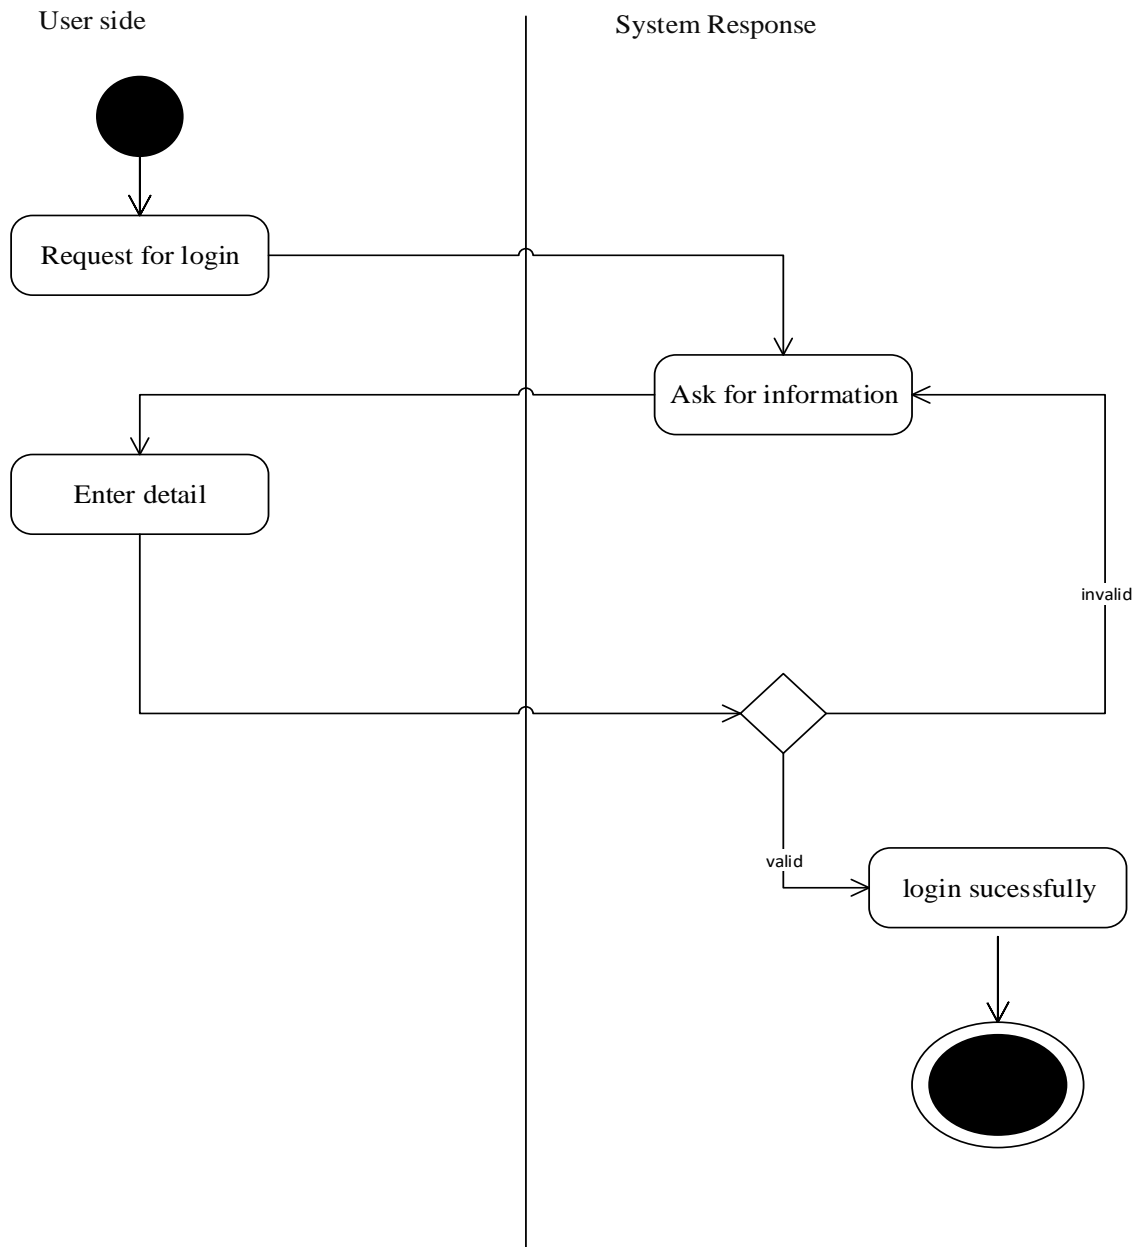 User side
System Response
Request for login
Ask for information
Enter detail
invalid
valid
login sucessfully